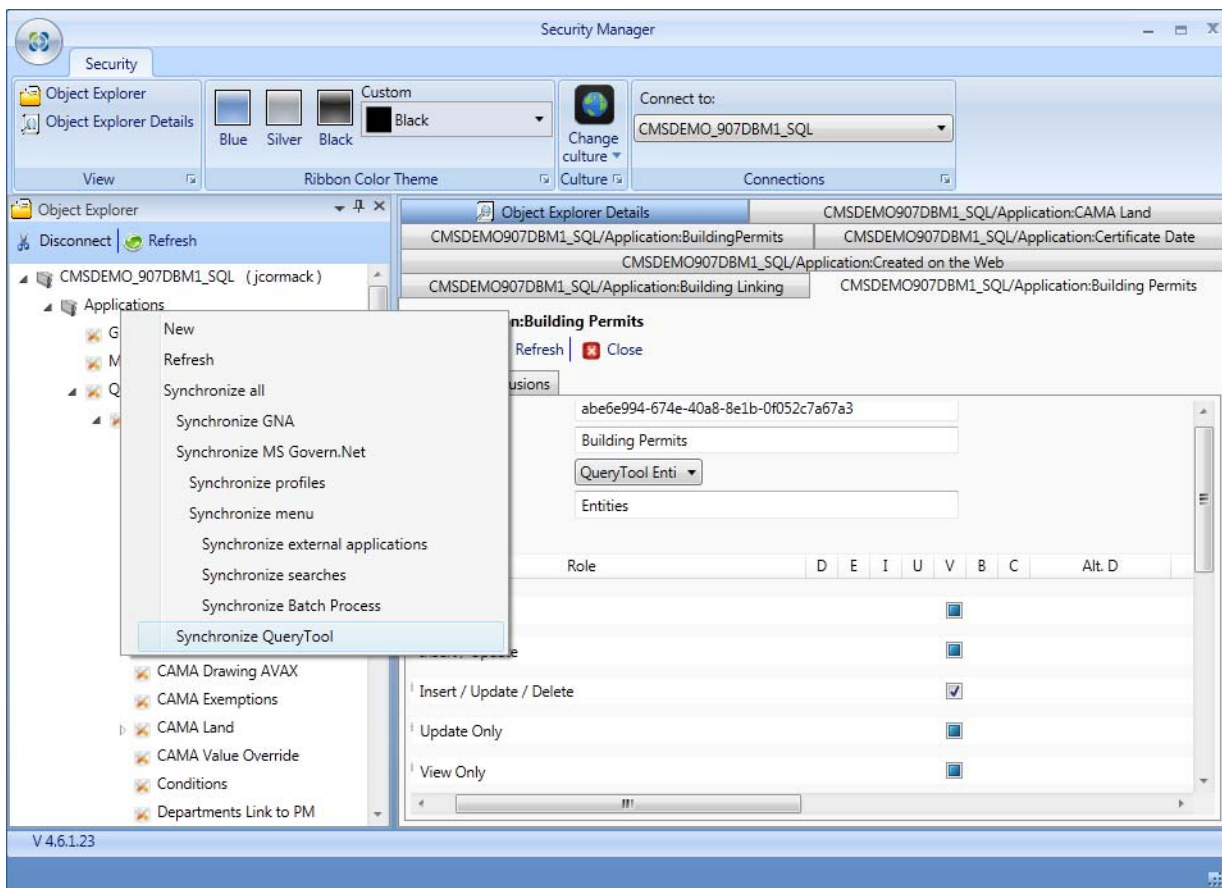 Security Manager
Security
Object Explorer
Object Explorer Details
View
Blue Silver Black
Custom
Black
Ribbon Color Theme
Change culture
Culture
Connect to:
CMSDEMO_907DBM1_SQL
Connections
Object Explorer
Disconnect Refresh
CMSDEMO_907DBM1_SQL (jcormack)
Applications
G
M
Q
New
Refresh
Synchronize all
Synchronize GNA
Synchronize MS Govern.Net
Synchronize profiles
Synchronize menu
Synchronize external applications
Synchronize searches
Synchronize Batch Process
Synchronize QueryTool
CAMA Drawing AVAX
CAMA Exemptions
CAMA Land
CAMA Value Override
Conditions
Departments Link to PM
Object Explorer Details
CMSDEMO907DBM1_SQL/Application:CAMA Land
CMSDEMO907DBM1_SQL/Application:BuildingPermits
CMSDEMO907DBM1_SQL/Application:Certificate Date
CMSDEMO907DBM1_SQL/Application:Created on the Web
CMSDEMO907DBM1_SQL/Application:Building Linking
CMSDEMO907DBM1_SQL/Application:Building Permits
n:Building Permits
Refresh Close
usions
abe6e994-674e-40a8-8e1b-0f052c7a67a3
Building Permits
QueryTool Enti
Entities
Role D E I U V B C Alt. D
Insert / Update / Delete
Update Only
View Only
V 4.6.1.23